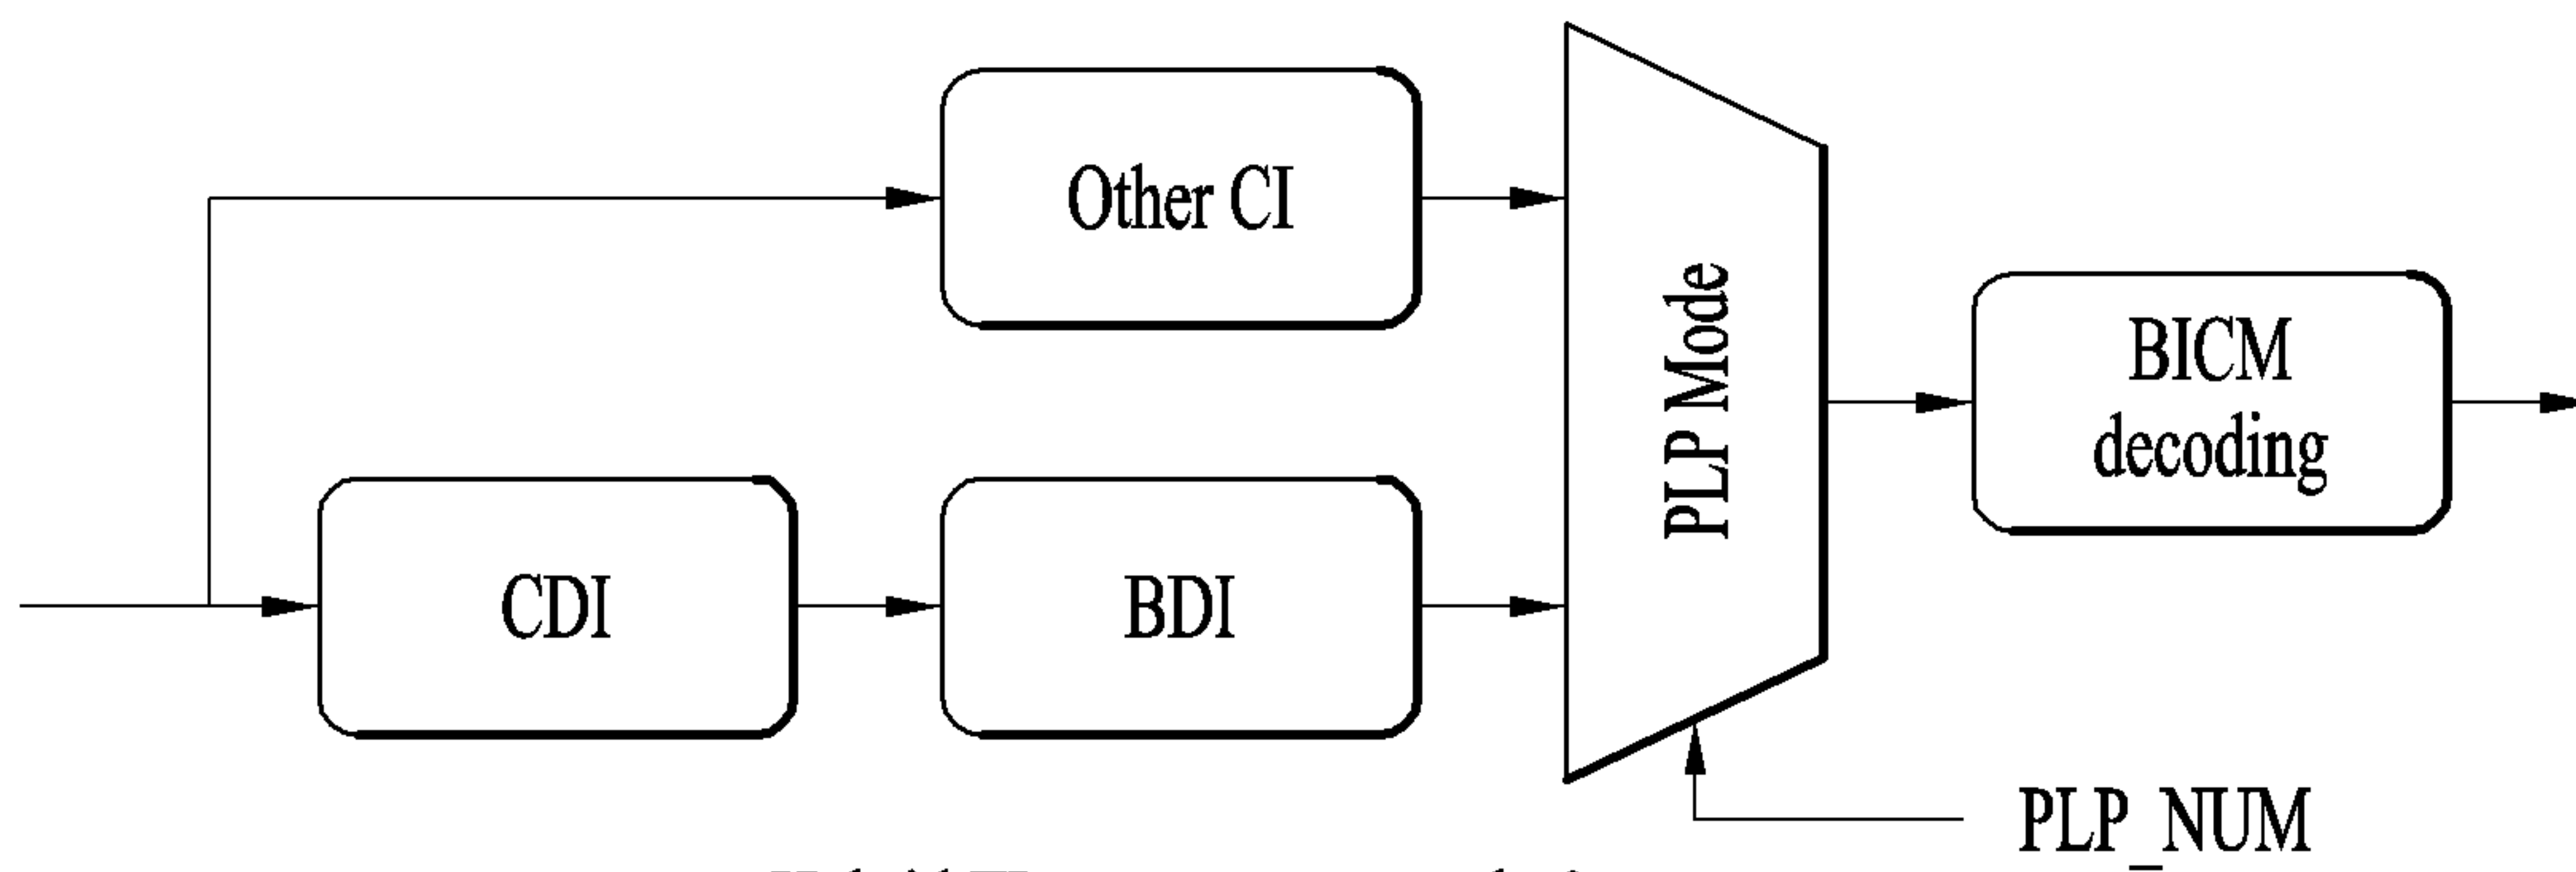 Other CI
PLP Mode
BICM
decoding
CDI
BDI
PLP_NUM